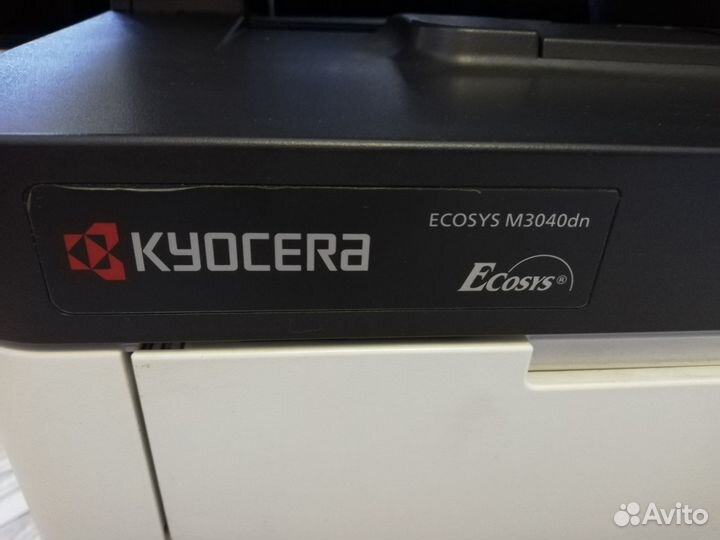 KYOCERA
ECOSYS M3040dn
ECOSYS®
Avito